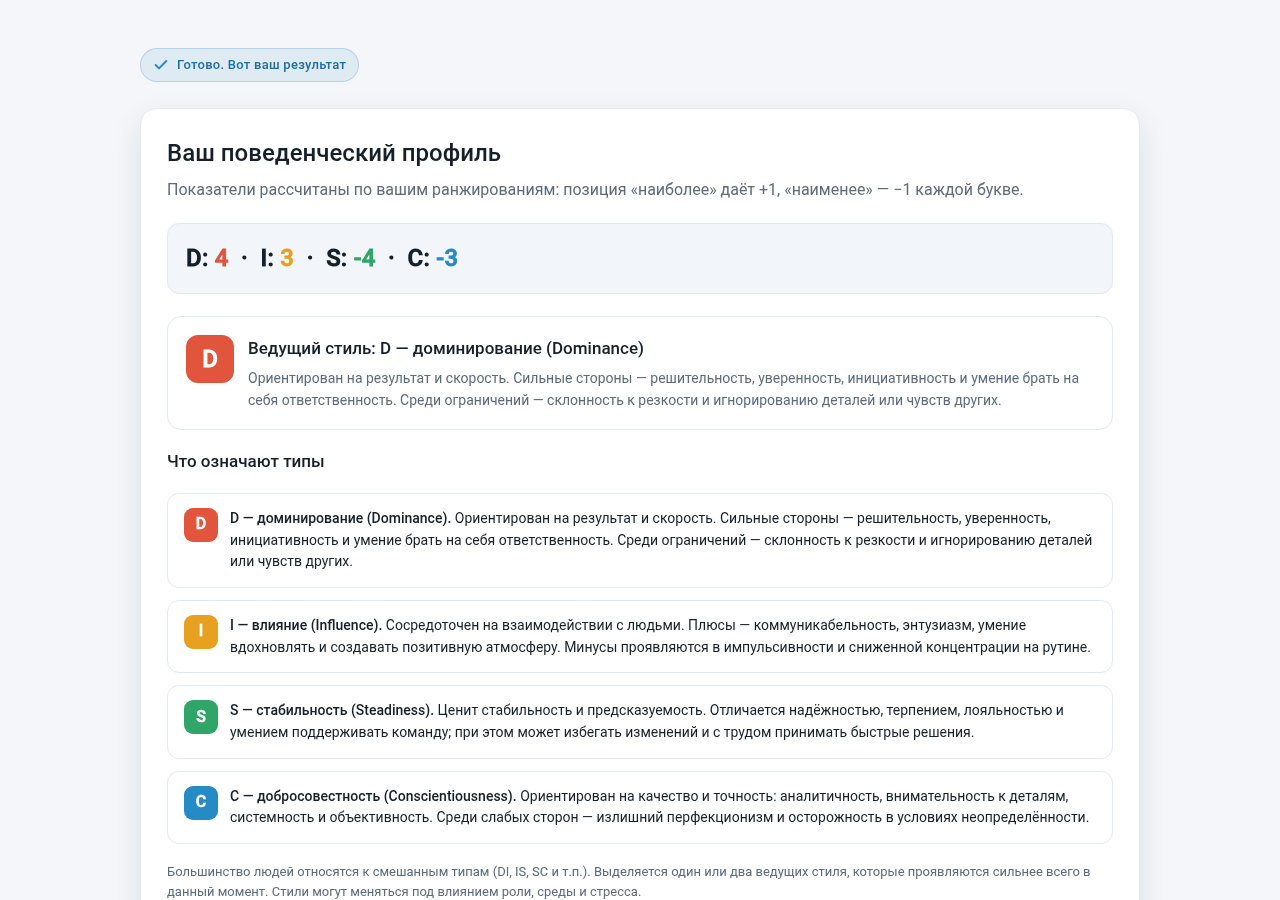 Готово. Вот ваш результат
Ваш поведенческий профиль
Показатели рассчитаны по вашим ранжированиям: позиция «наиболее» даёт +1, «наименее» — −1 каждой букве.
D: 4 · I: 3 · S: -4 · C: -3
D
Ведущий стиль: D — доминирование (Dominance)
Ориентирован на результат и скорость. Сильные стороны — решительность, уверенность, инициативность и умение брать на
себя ответственность. Среди ограничений — склонность к резкости и игнорированию деталей или чувств других.
Что означают типы
D
D — доминирование (Dominance). Ориентирован на результат и скорость. Сильные стороны — решительность, уверенность,
инициативность и умение брать на себя ответственность. Среди ограничений — склонность к резкости и игнорированию деталей
или чувств других.
I
I — влияние (Influence). Сосредоточен на взаимодействии с людьми. Плюсы — коммуникабельность, энтузиазм, умение
вдохновлять и создавать позитивную атмосферу. Минусы проявляются в импульсивности и сниженной концентрации на рутине.
S
S — стабильность (Steadiness). Ценит стабильность и предсказуемость. Отличается надёжностью, терпением, лояльностью и
умением поддерживать команду; при этом может избегать изменений и с трудом принимать быстрые решения.
C
C — добросовестность (Conscientiousness). Ориентирован на качество и точность: аналитичность, внимательность к деталям,
системность и объективность. Среди слабых сторон — излишний перфекционизм и осторожность в условиях неопределённости.
Большинство людей относятся к смешанным типам (DI, IS, SC и т.п.). Выделяется один или два ведущих стиля, которые проявляются сильнее всего в
данный момент. Стили могут меняться под влиянием роли, среды и стресса.